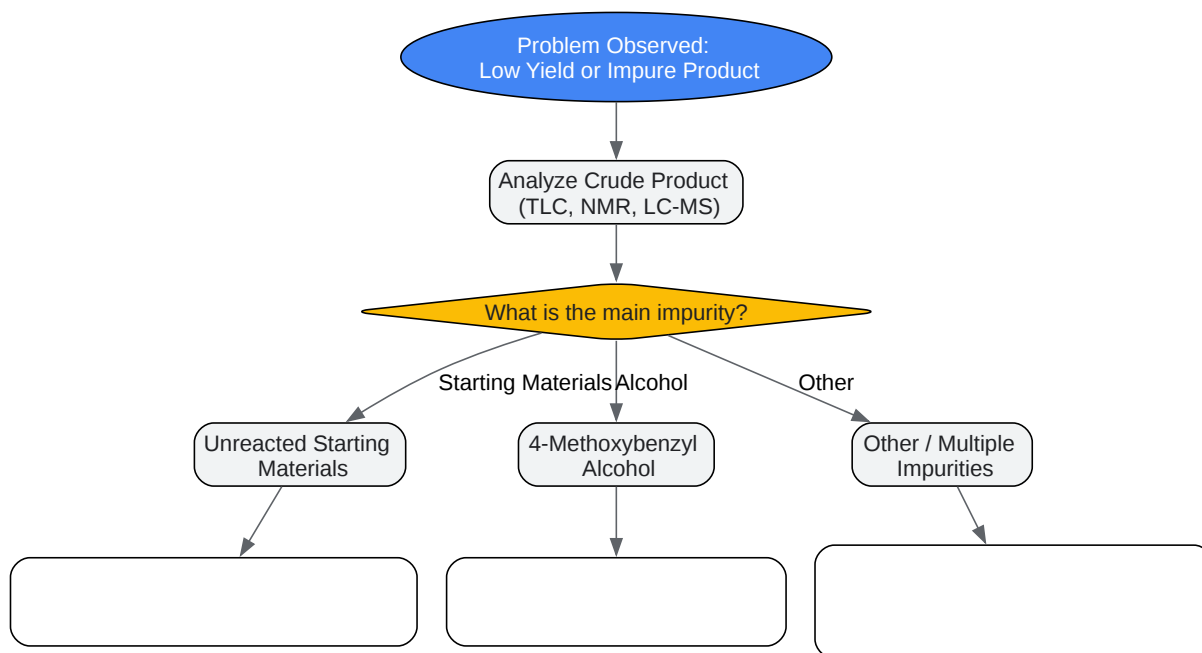 Problem Observed:
Low Yield or Impure Product
Analyze Crude Product
(TLC, NMR, LC-MS)
What is the main impurity?
Starting Materials
Alcohol
Other
Unreacted Starting
Materials
4-Methoxybenzyl
Alcohol
Other / Multiple
Impurities